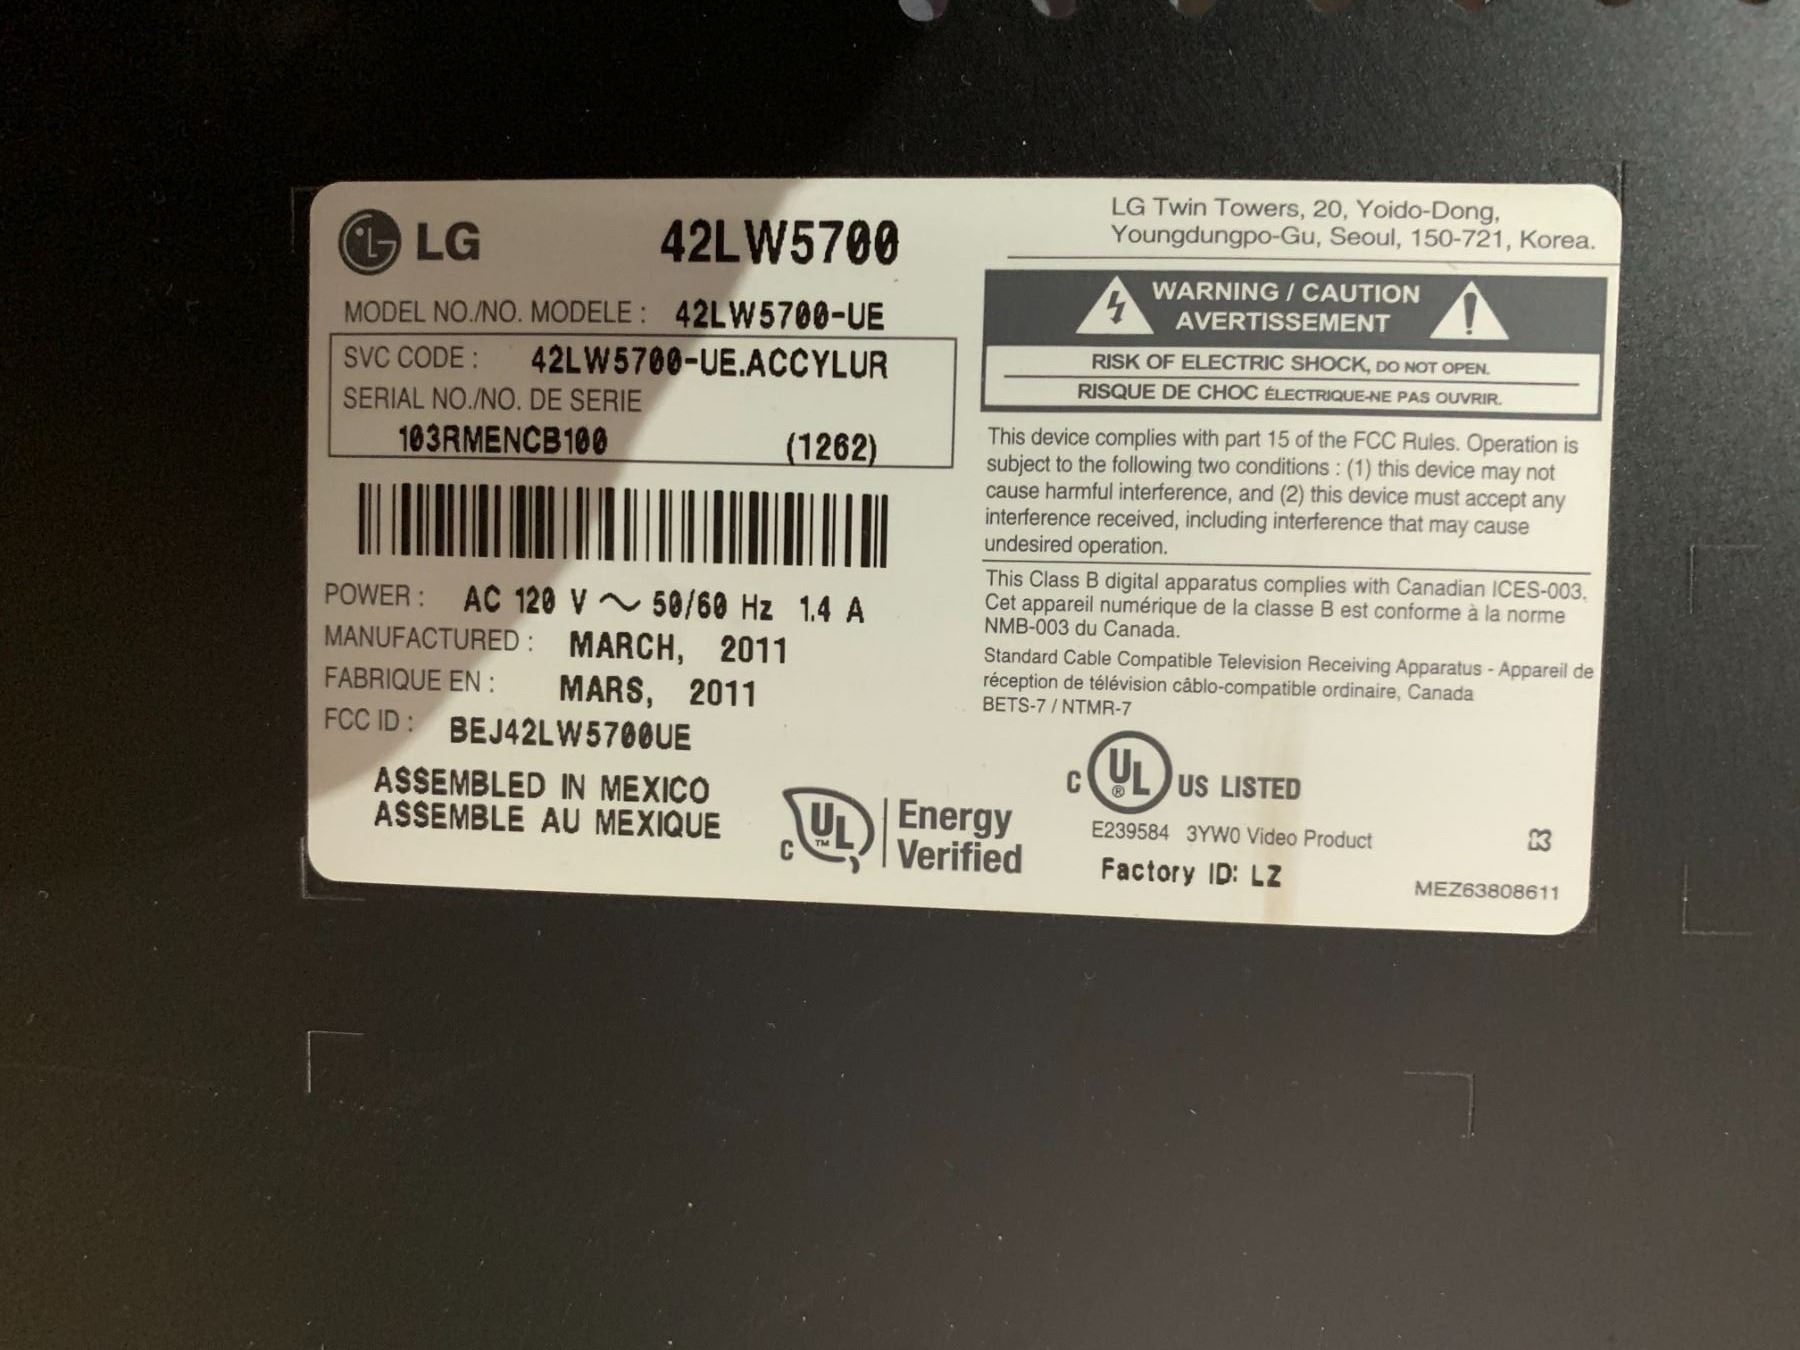 LG
42LW5700
MODEL NO./NO. MODELE : 42LW5700-UE
SVC CODE : 42LW5700-UE.ACCYLUR
SERIAL NO./NO. DE SERIE
103RMENCB100 (1262)
POWER : AC 120 V ～ 50/60 Hz 1.4 A
MANUFACTURED : MARCH, 2011
FABRIQUE EN : MARS, 2011
FCC ID : BEJ42LW5700UE
ASSEMBLED IN MEXICO
ASSEMBLE AU MEXIQUE
C UL TM Energy
Verified
LG Twin Towers, 20, Yoido-Dong,
Youngdungpo-Gu, Seoul, 150-721, Korea.
WARNING / CAUTION
AVERTISSEMENT
RISK OF ELECTRIC SHOCK, DO NOT OPEN.
RISQUE DE CHOC ÉLECTRIQUE-NE PAS OUVRIR.
This device complies with part 15 of the FCC Rules. Operation is
subject to the following two conditions : (1) this device may not
cause harmful interference, and (2) this device must accept any
interference received, including interference that may cause
undesired operation.
This Class B digital apparatus complies with Canadian ICES-003.
Cet appareil numérique de la classe B est conforme à la norme
NMB-003 du Canada.
Standard Cable Compatible Television Receiving Apparatus - Appareil de
réception de télévision câblo-compatible ordinaire, Canada
BETS-7 / NTMR-7
C UL ® US LISTED
E239584 3YW0 Video Product
Factory ID: LZ
MEZ63808611